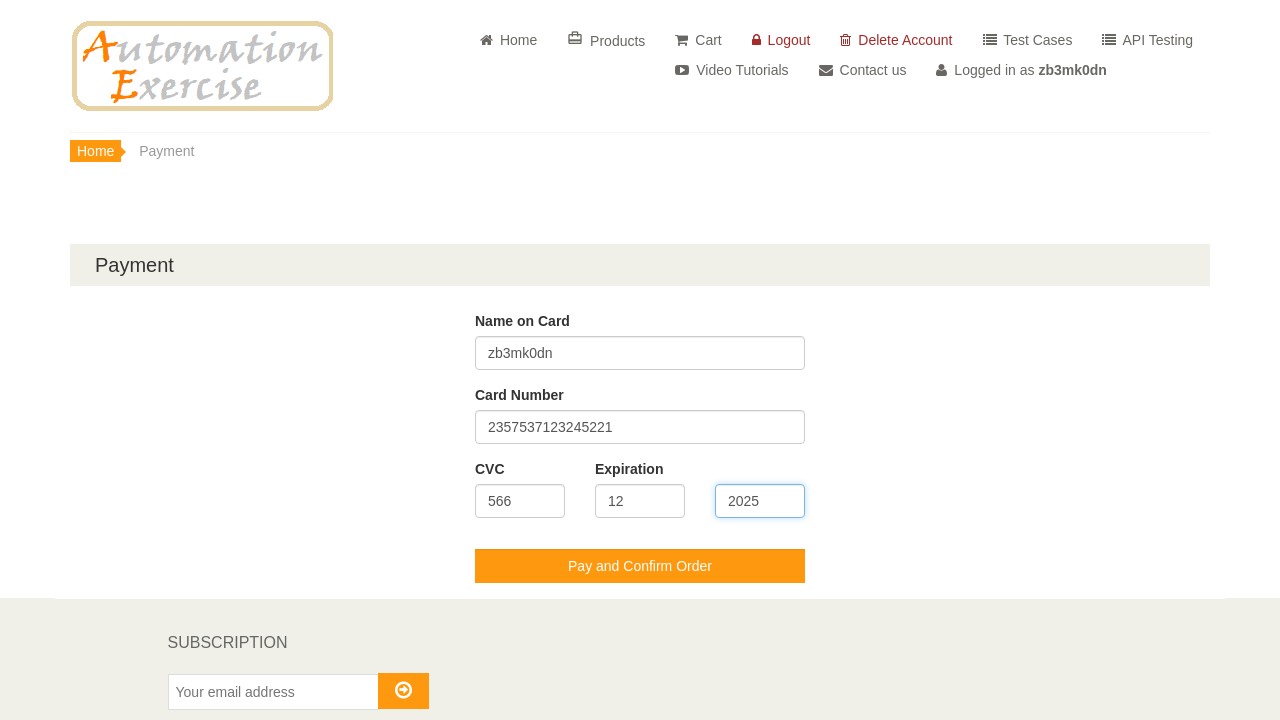 Automation
Exercise
Home
Products
Cart
Logout
Delete Account
Test Cases
API Testing
Video Tutorials
Contact us
Logged in as zb3mk0dn
Home
Payment
Payment
Name on Card
zb3mk0dn
Card Number
2357537123245221
CVC
Expiration
566
12
2025
Pay and Confirm Order
SUBSCRIPTION
Your email address